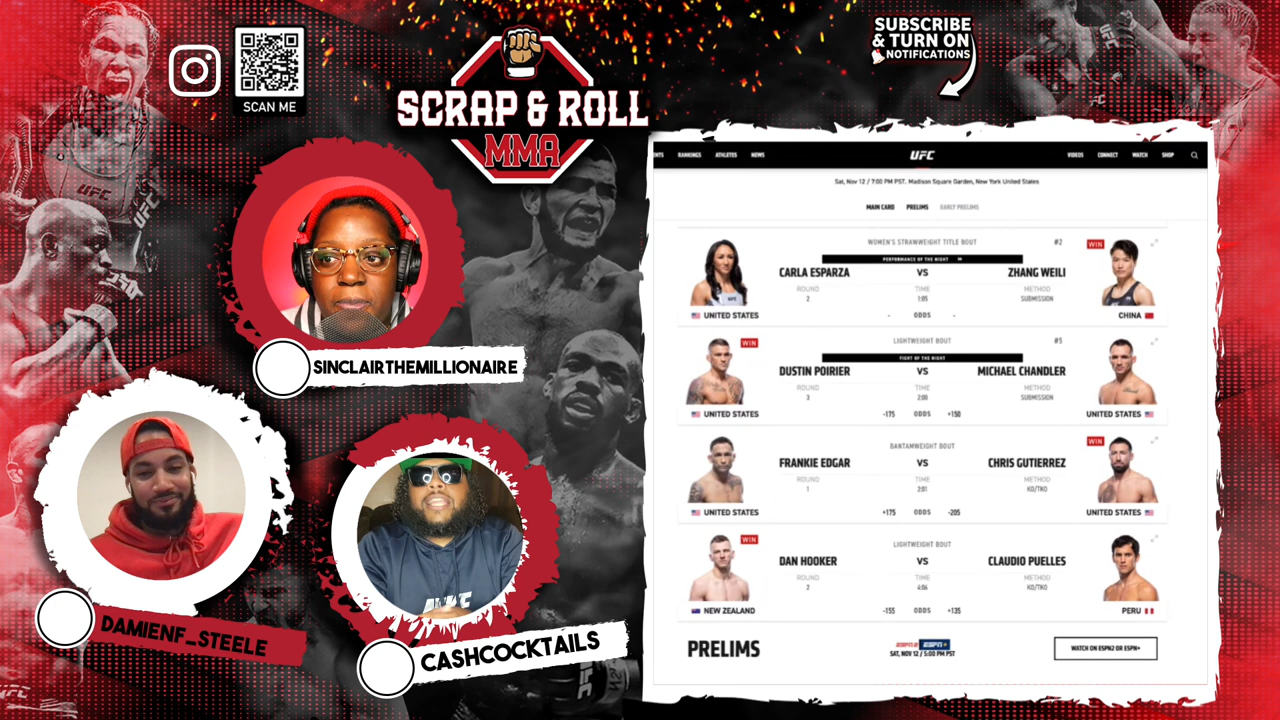 SCAN ME
SCRAP & ROLL
MMA
SUBSCRIBE
& TURN ON
NOTIFICATIONS
SINCLAIRTHEMILLIONAIRE
DAMIENF_STEELE
CASHCOCKTAILS
RANKINGS ATHLETES NEWS UFC VIDEOS CONNECT WATCH SHOP
Sat, Nov 12 / 7:00 PM PST. Madison Square Garden, New York United States
MAIN CARD PRELIMS EARLY PRELIMS
WOMEN'S STRAWWEIGHT TITLE BOUT #2 WIN
PERFORMANCE OF THE NIGHT
CARLA ESPARZA VS ZHANG WEILI
ROUND TIME METHOD
2 1:05 SUBMISSION
UNITED STATES - ODDS - CHINA
WIN LIGHTWEIGHT BOUT #5
FIGHT OF THE NIGHT
DUSTIN POIRIER VS MICHAEL CHANDLER
ROUND TIME METHOD
3 2:00 SUBMISSION
UNITED STATES -175 ODDS +150 UNITED STATES
BANTAMWEIGHT BOUT WIN
FRANKIE EDGAR VS CHRIS GUTIERREZ
ROUND TIME METHOD
1 2:01 KO/TKO
UNITED STATES +175 ODDS -205 UNITED STATES
WIN LIGHTWEIGHT BOUT
DAN HOOKER VS CLAUDIO PUELLES
ROUND TIME METHOD
2 4:06 KO/TKO
NEW ZEALAND -155 ODDS +135 PERU
PRELIMS
SAT, NOV 12 / 5:00 PM PST
WATCH ON ESPN2 OR ESPN+
UFC
UFC